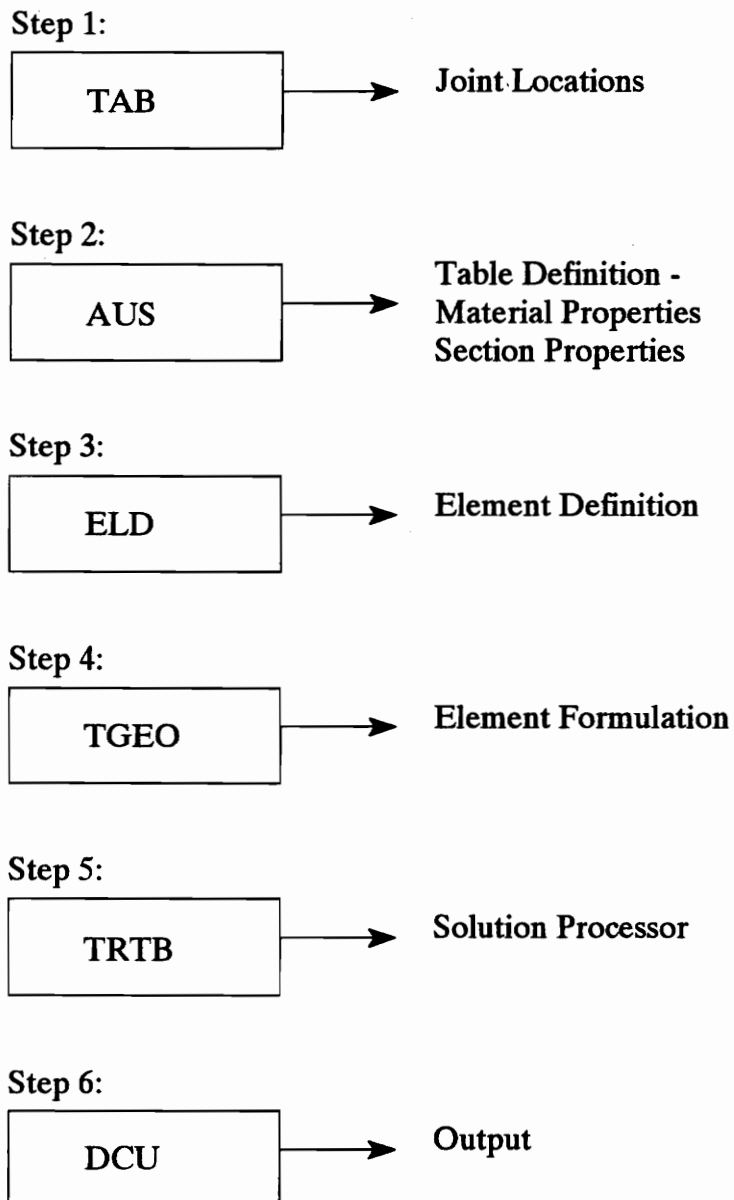 Step 1:
TAB
Joint Locations
Step 2:
AUS
Table Definition -
Material Properties
Section Properties
Step 3:
ELD
Element Definition
Step 4:
TGEO
Element Formulation
Step 5:
TRTB
Solution Processor
Step 6:
DCU
Output